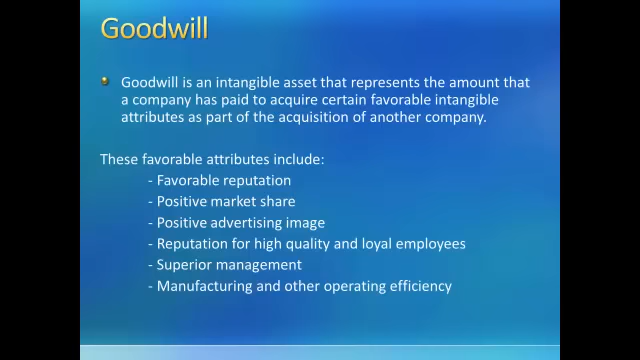 Goodwill
Goodwill is an intangible asset that represents the amount that
a company has paid to acquire certain favorable intangible
attributes as part of the acquisition of another company.
These favorable attributes include:
- Favorable reputation
- Positive market share
- Positive advertising image
- Reputation for high quality and loyal employees
- Superior management
- Manufacturing and other operating efficiency